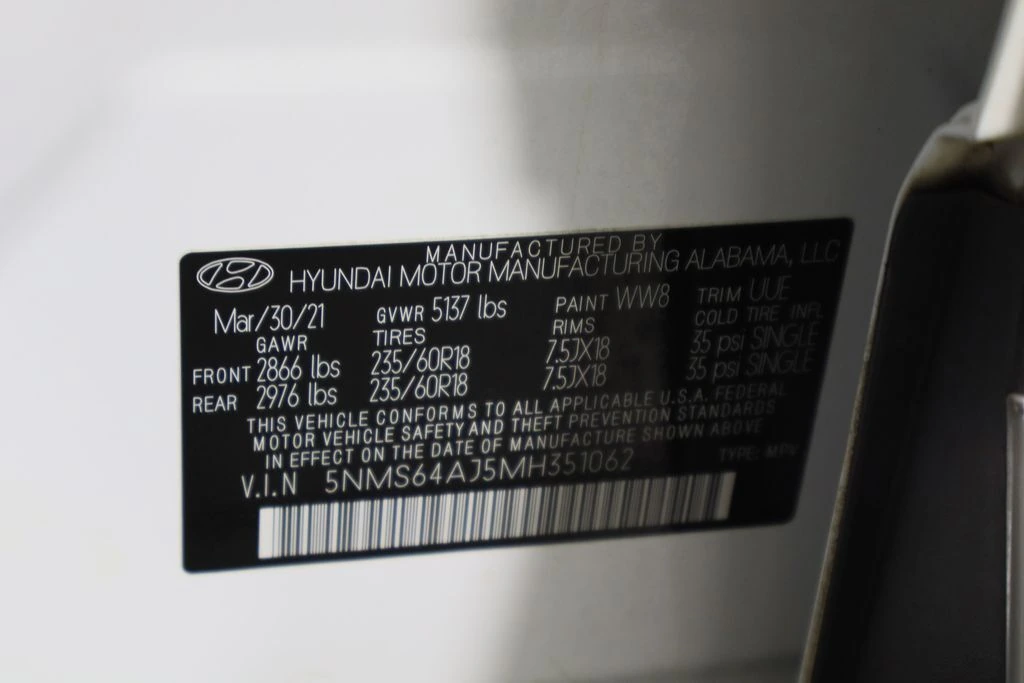 MANUFACTURED BY
HYUNDAI MOTOR MANUFACTURING ALABAMA, LLC
Mar/30/21 GVWR 5137 lbs PAINT WW8 TRIM UUE
GAWR TIRES RIMS COLD TIRE INFL
FRONT 2866 lbs 235/60R18 7.5JX18 35 psi SINGLE
REAR 2976 lbs 235/60R18 7.5JX18 35 psi SINGLE
THIS VEHICLE CONFORMS TO ALL APPLICABLE U.S.A. FEDERAL
MOTOR VEHICLE SAFETY AND THEFT PREVENTION STANDARDS
IN EFFECT ON THE DATE OF MANUFACTURE SHOWN ABOVE
V.I.N 5NMS64AJ5MH351062 TYPE: MPV